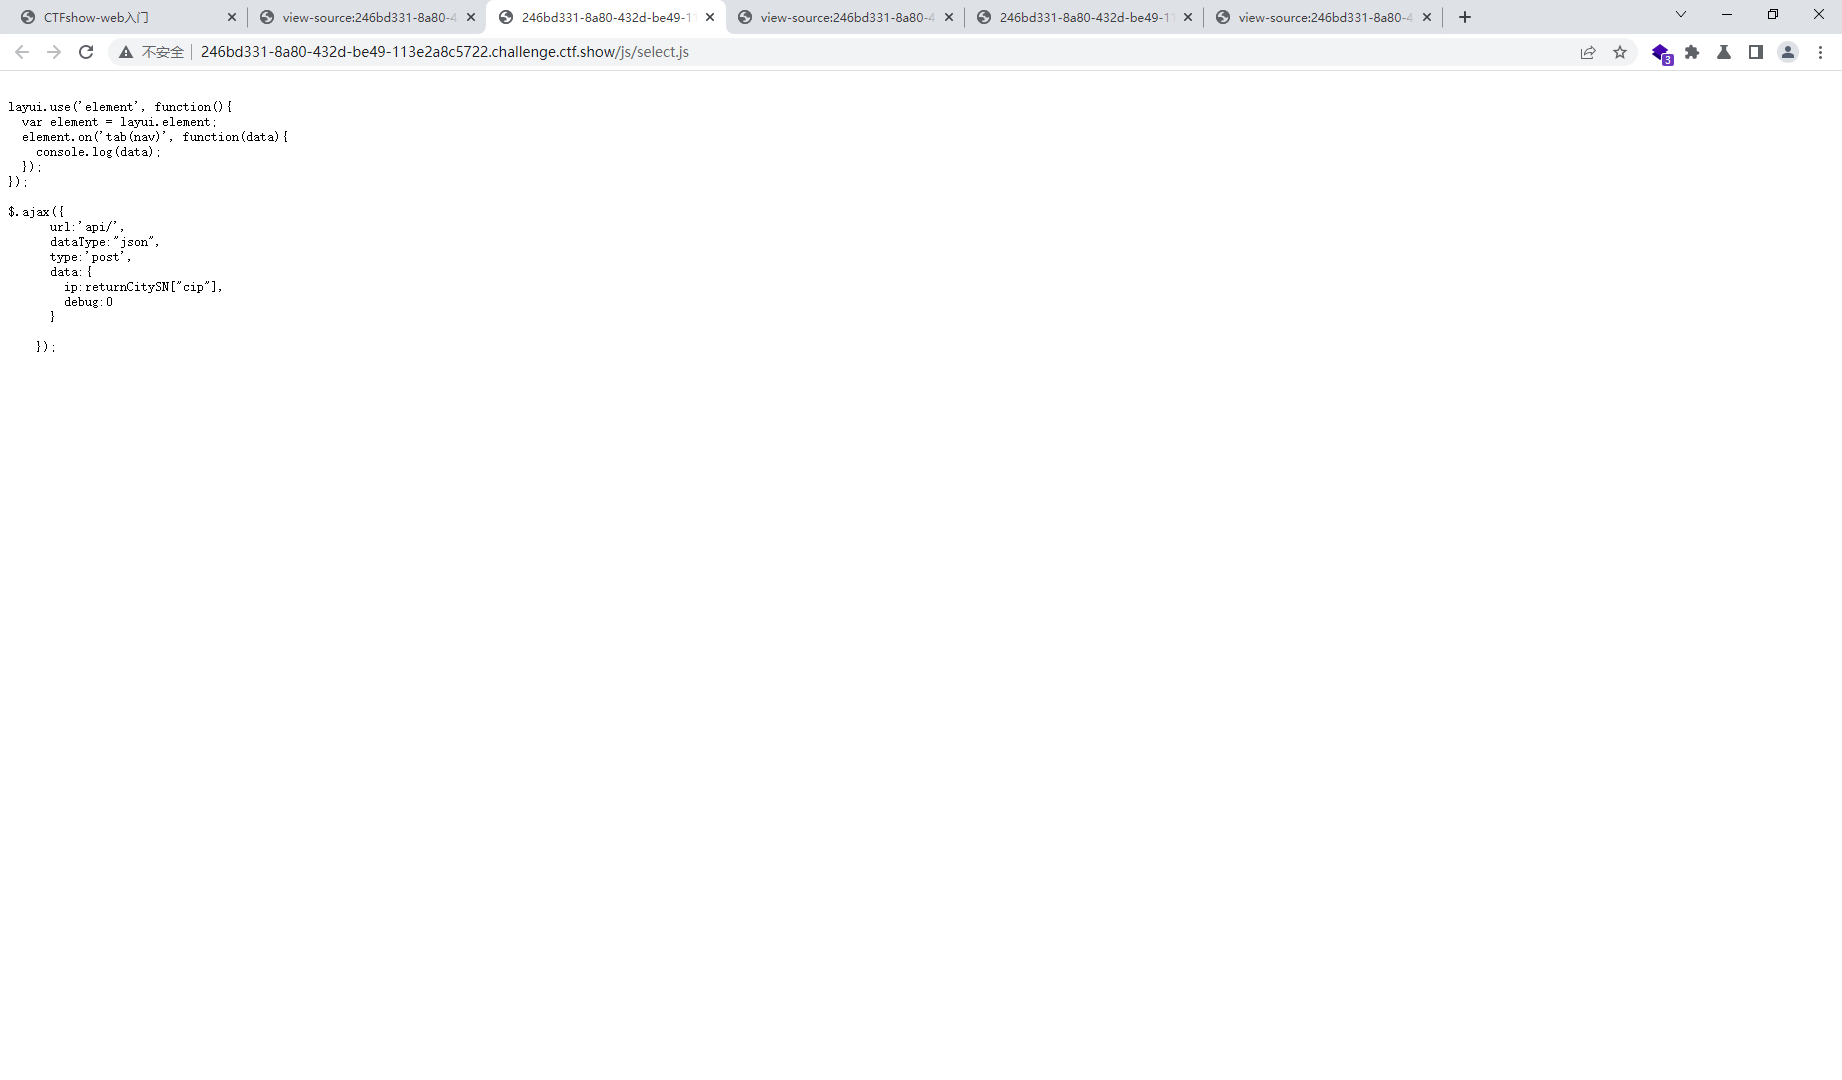 CTFshow-web入门
view-source:246bd331-8a80-4
246bd331-8a80-432d-be49-11
view-source:246bd331-8a80-4
246bd331-8a80-432d-be49-11
view-source:246bd331-8a80-4
不安全
246bd331-8a80-432d-be49-113e2a8c5722.challenge.ctf.show/js/select.js
3
layui.use('element', function(){
  var element = layui.element;
  element.on('tab(nav)', function(data){
    console.log(data);
  });
});
$.ajax({
      url:'api/',
      dataType:"json",
      type:'post',
      data:{
        ip:returnCitySN["cip"],
        debug:0
      }
    });